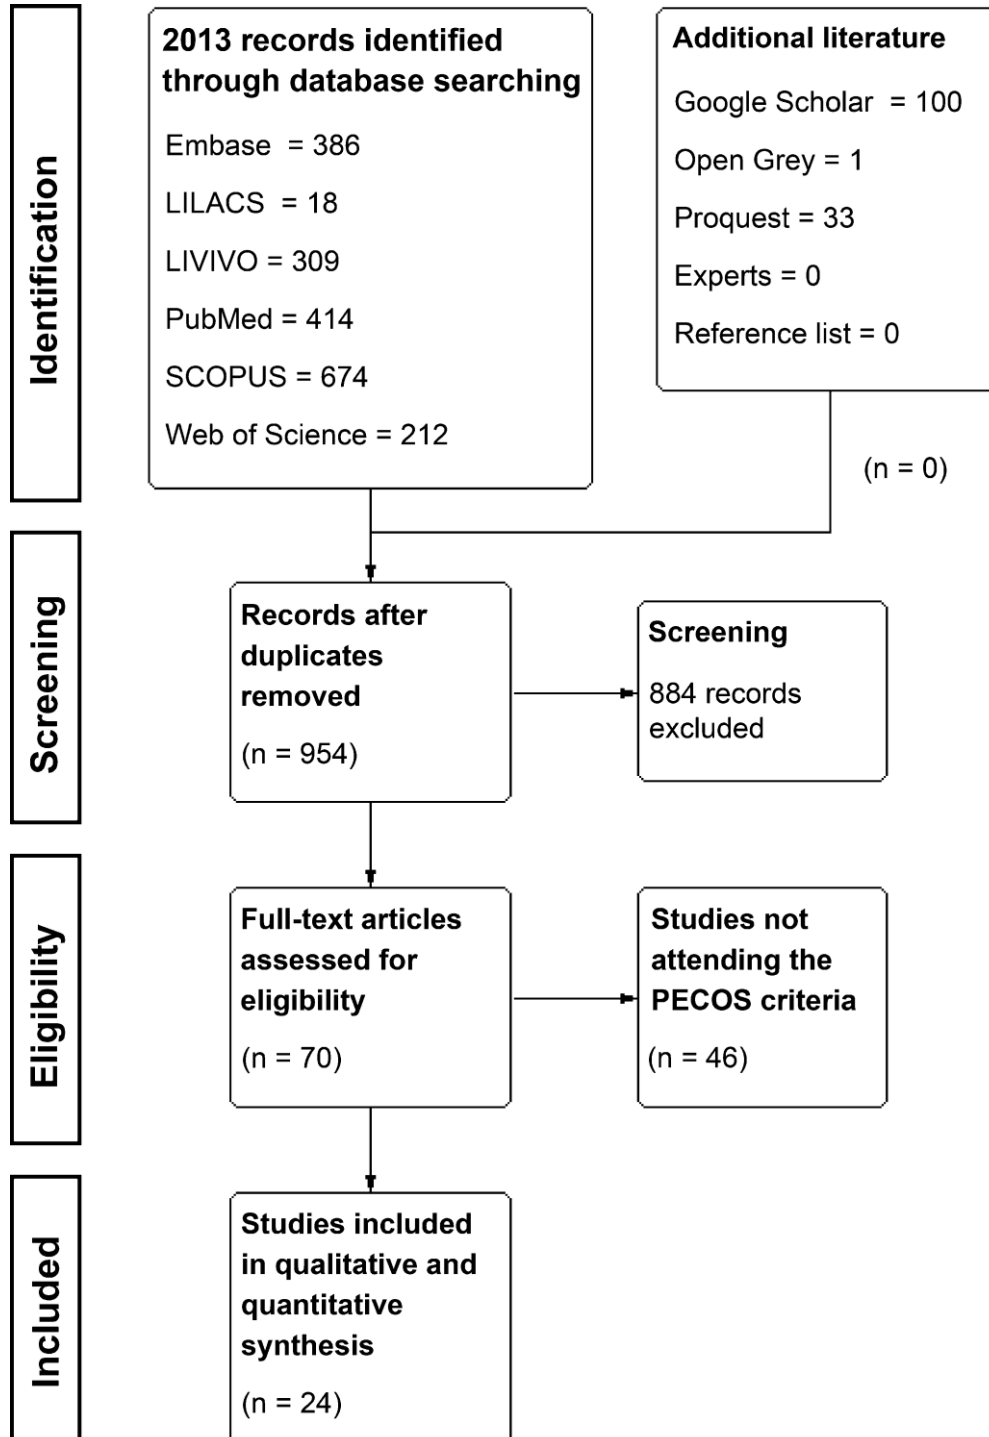 Identification
2013 records identified
through database searching
Embase = 386
LILACS = 18
LIVIVO = 309
PubMed = 414
SCOPUS = 674
Web of Science = 212
Additional literature
Google Scholar = 100
Open Grey = 1
Proquest = 33
Experts = 0
Reference list = 0
(n = 0)
Screening
Records after
duplicates
removed
(n = 954)
Screening
884 records
excluded
Eligibility
Full-text articles
assessed for
eligibility
(n = 70)
Studies not
attending the
PECOS criteria
(n = 46)
Included
Studies included
in qualitative and
quantitative
synthesis
(n = 24)